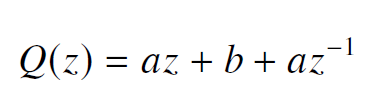 Q(z) = az + b + az⁻¹